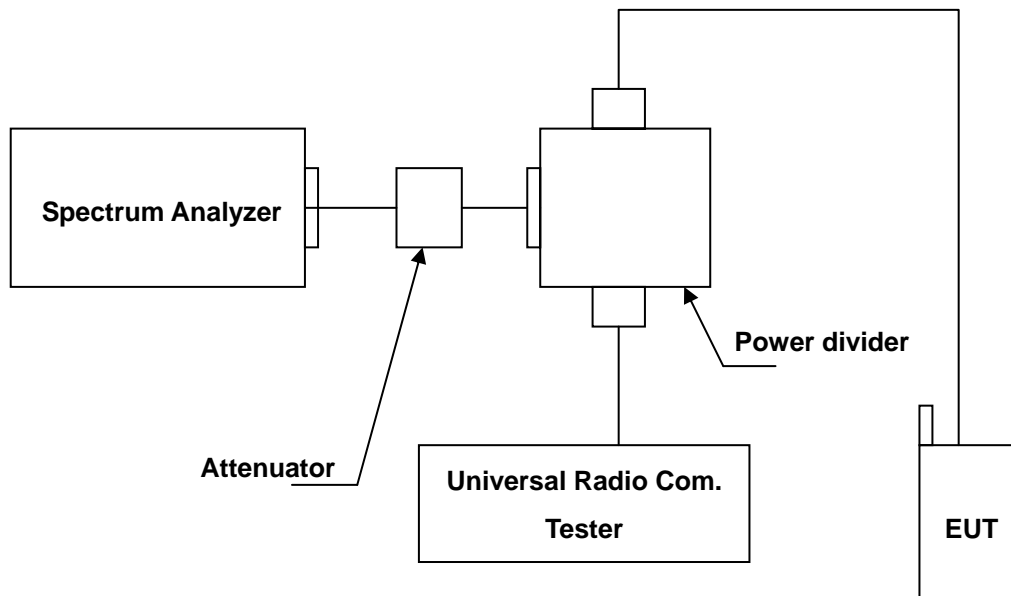 Spectrum Analyzer
Power divider
Attenuator
Universal Radio Com.
Tester
EUT